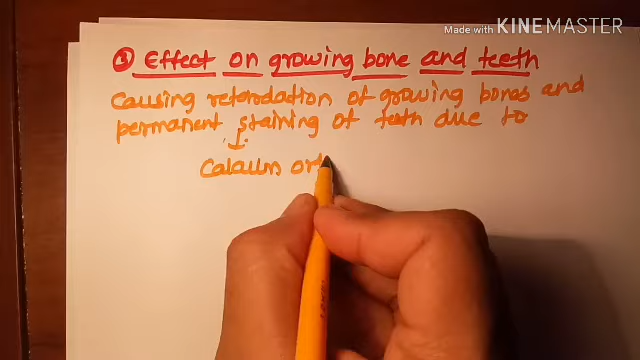 Made with KINEMASTER
① Effect on growing bone and teeth
Causing retardation of growing bones and
permanent staining of teeth due to
Calcium ort